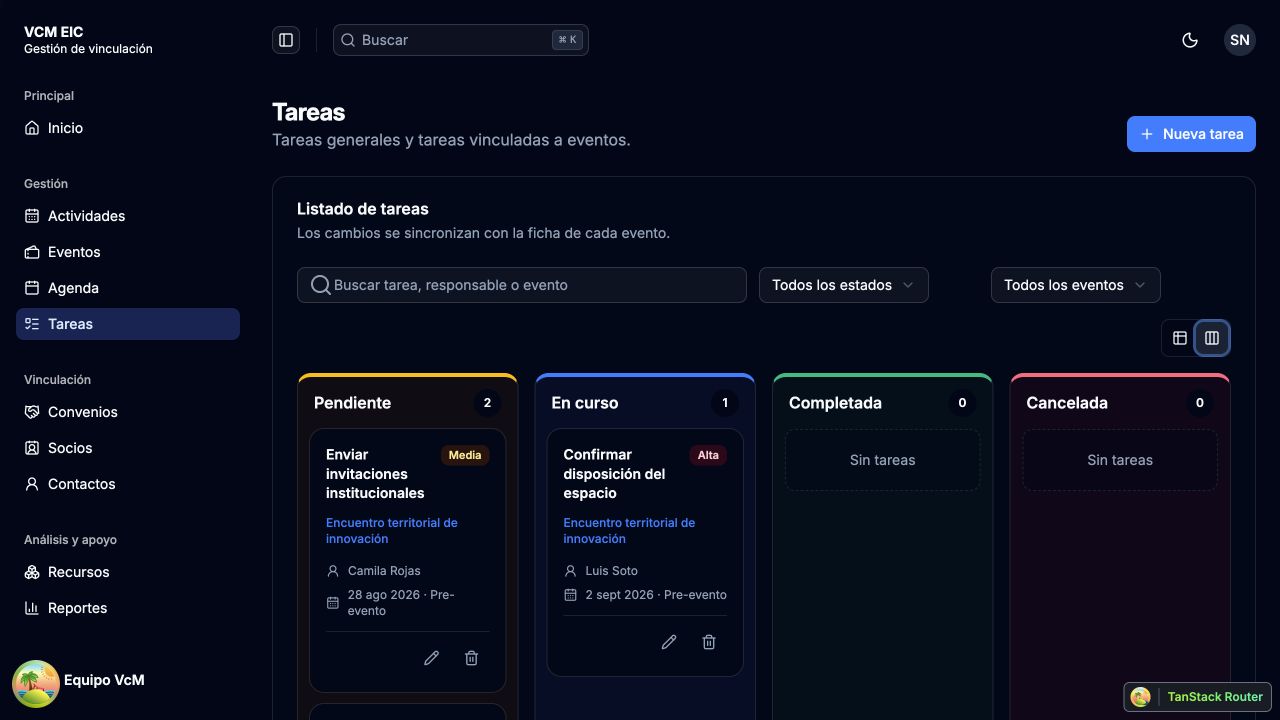 VCM EIC
Gestión de vinculación
Buscar
⌘ K
SN
Principal
Inicio
Gestión
Actividades
Eventos
Agenda
Tareas
Vinculación
Convenios
Socios
Contactos
Análisis y apoyo
Recursos
Reportes
Equipo VcM
Tareas
Tareas generales y tareas vinculadas a eventos.
Nueva tarea
Listado de tareas
Los cambios se sincronizan con la ficha de cada evento.
Buscar tarea, responsable o evento
Todos los estados
Todos los eventos
Pendiente
2
Enviar
invitaciones
institucionales
Media
Encuentro territorial de
innovación
Camila Rojas
28 ago 2026 · Pre-
evento
En curso
1
Confirmar
disposición del
espacio
Alta
Encuentro territorial de
innovación
Luis Soto
2 sept 2026 · Pre-evento
Completada
0
Sin tareas
Cancelada
0
Sin tareas
TanStack Router